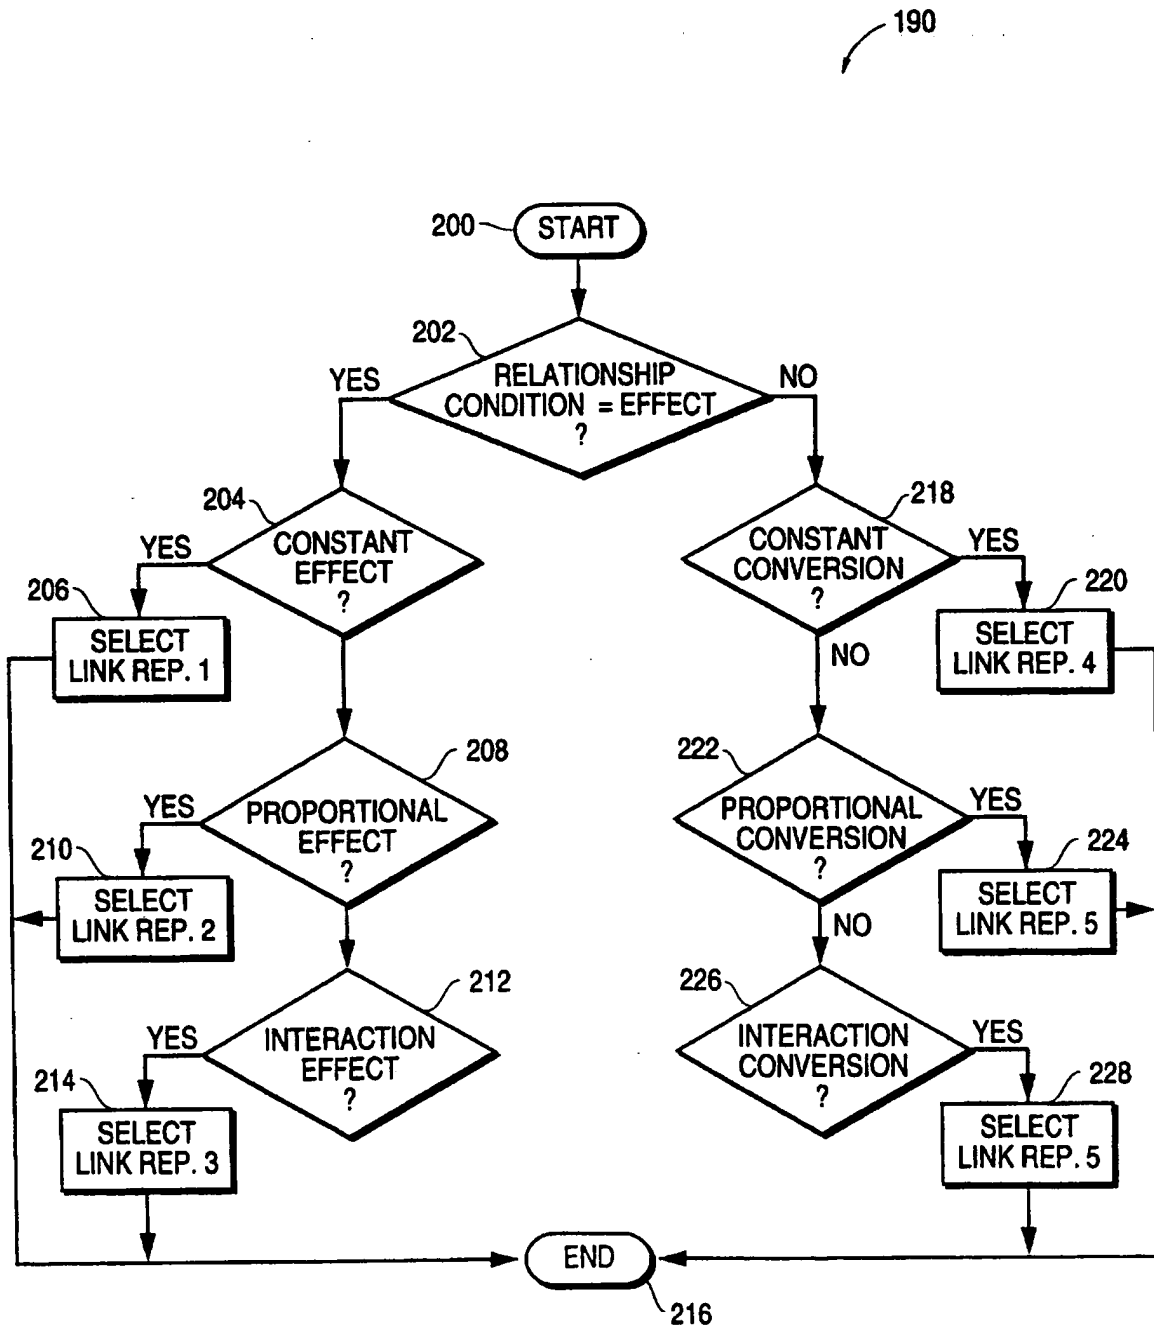 190
200
START
202
RELATIONSHIP
CONDITION = EFFECT
?
YES
NO
204
CONSTANT
EFFECT
?
YES
218
CONSTANT
CONVERSION
?
YES
NO
206
SELECT
LINK REP. 1
220
SELECT
LINK REP. 4
208
PROPORTIONAL
EFFECT
?
YES
222
PROPORTIONAL
CONVERSION
?
YES
NO
210
SELECT
LINK REP. 2
224
SELECT
LINK REP. 5
212
INTERACTION
EFFECT
?
YES
226
INTERACTION
CONVERSION
?
YES
214
SELECT
LINK REP. 3
228
SELECT
LINK REP. 5
END
216